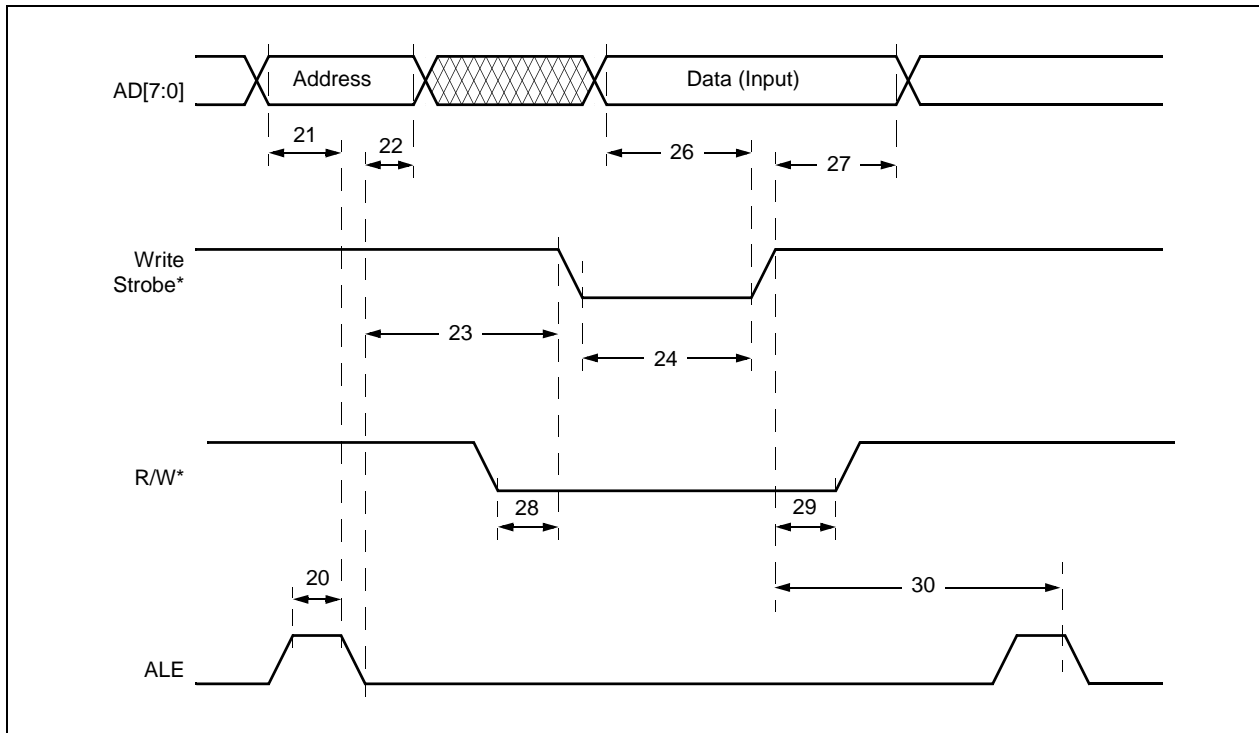 AD[7:0]
Address
Data (Input)
21
22
26
27
Write
Strobe*
23
24
R/W*
28
29
20
30
ALE